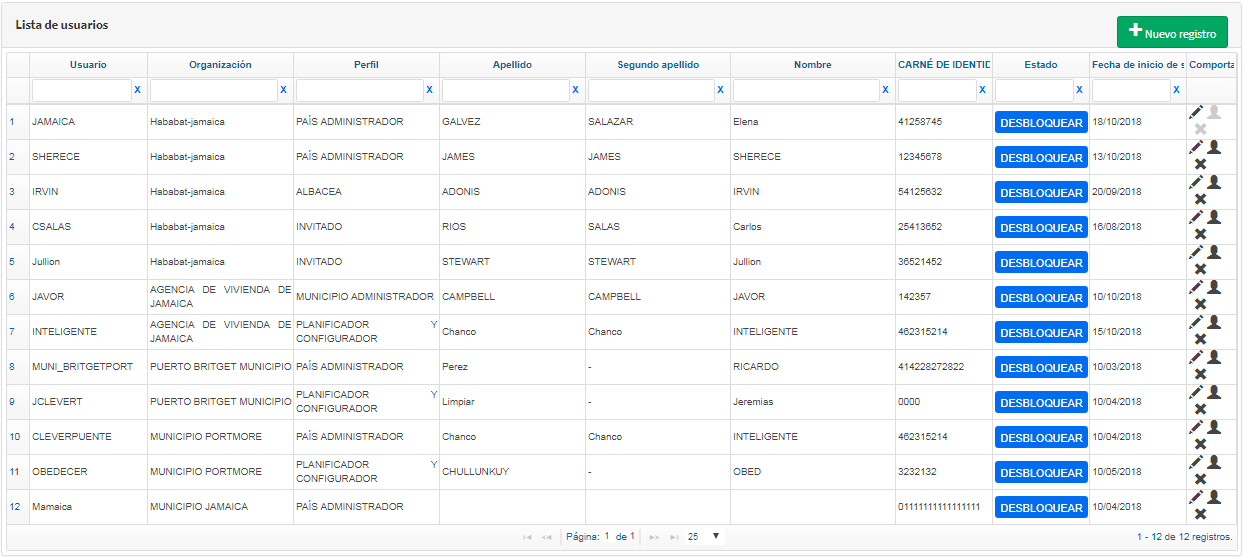 Lista de usuarios
Nuevo registro
Usuario Organización Perfil Apellido Segundo apellido Nombre CARNÉ DE IDENTID Estado Fecha de inicio de s Comporta
X X X X X X X X X
1 JAMAICA Hababat-jamaica PAÍS ADMINISTRADOR GALVEZ SALAZAR Elena 41258745 DESBLOQUEAR 18/10/2018
2 SHERECE Hababat-jamaica PAÍS ADMINISTRADOR JAMES JAMES SHERECE 12345678 DESBLOQUEAR 13/10/2018
3 IRVIN Hababat-jamaica ALBACEA ADONIS ADONIS IRVIN 54125632 DESBLOQUEAR 20/09/2018
4 CSALAS Hababat-jamaica INVITADO RIOS SALAS Carlos 25413652 DESBLOQUEAR 16/08/2018
5 Jullion Hababat-jamaica INVITADO STEWART STEWART Jullion 36521452 DESBLOQUEAR
6 JAVOR AGENCIA DE VIVIENDA DE JAMAICA MUNICIPIO ADMINISTRADOR CAMPBELL CAMPBELL JAVOR 142357 DESBLOQUEAR 10/10/2018
7 INTELIGENTE AGENCIA DE VIVIENDA DE JAMAICA PLANIFICADOR Y CONFIGURADOR Chanco Chanco INTELIGENTE 462315214 DESBLOQUEAR 15/10/2018
8 MUNI_BRITGETPORT PUERTO BRITGET MUNICIPIO PAÍS ADMINISTRADOR Perez - RICARDO 414228272822 DESBLOQUEAR 10/03/2018
9 JCLEVERT PUERTO BRITGET MUNICIPIO PLANIFICADOR Y CONFIGURADOR Limpiar - Jeremias 0000 DESBLOQUEAR 10/04/2018
10 CLEVERPUENTE MUNICIPIO PORTMORE PAÍS ADMINISTRADOR Chanco Chanco INTELIGENTE 462315214 DESBLOQUEAR 10/04/2018
11 OBEDECER MUNICIPIO PORTMORE PLANIFICADOR Y CONFIGURADOR CHULLUNKUY - OBED 3232132 DESBLOQUEAR 10/05/2018
12 Mamaica MUNICIPIO JAMAICA PAÍS ADMINISTRADOR 01111111111111111 DESBLOQUEAR 10/04/2018
Página: 1 de 1 25 1 - 12 de 12 registros.